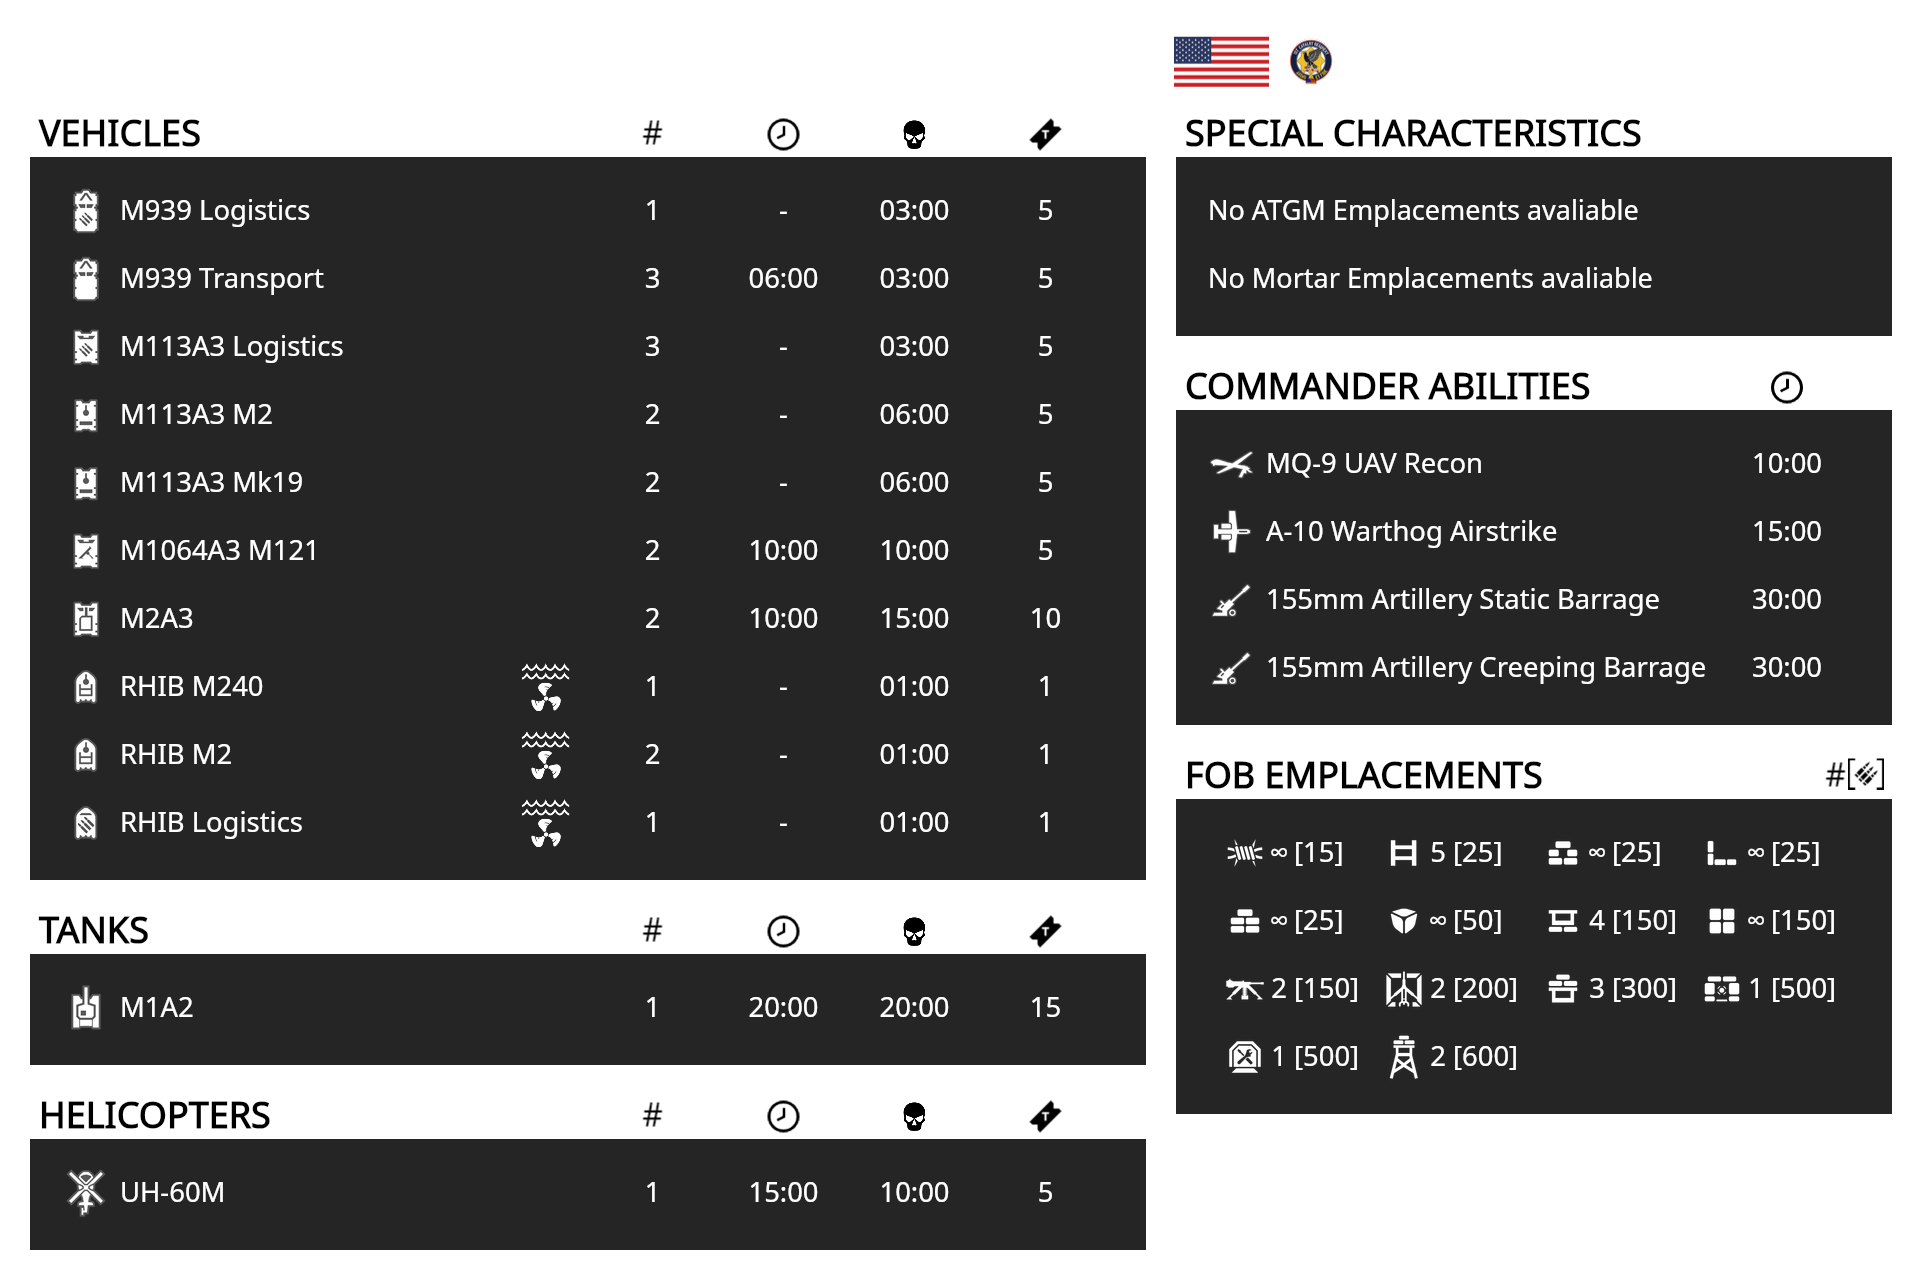 VEHICLES #
M939 Logistics 1 - 03:00 5
M939 Transport 3 06:00 03:00 5
M113A3 Logistics 3 - 03:00 5
M113A3 M2 2 - 06:00 5
M113A3 Mk19 2 - 06:00 5
M1064A3 M121 2 10:00 10:00 5
M2A3 2 10:00 15:00 10
RHIB M240 1 - 01:00 1
RHIB M2 2 - 01:00 1
RHIB Logistics 1 - 01:00 1
TANKS #
M1A2 1 20:00 20:00 15
HELICOPTERS #
UH-60M 1 15:00 10:00 5
SPECIAL CHARACTERISTICS
No ATGM Emplacements avaliable
No Mortar Emplacements avaliable
COMMANDER ABILITIES
MQ-9 UAV Recon 10:00
A-10 Warthog Airstrike 15:00
155mm Artillery Static Barrage 30:00
155mm Artillery Creeping Barrage 30:00
FOB EMPLACEMENTS #[]
∞ [15] 5 [25] ∞ [25] ∞ [25]
∞ [25] ∞ [50] 4 [150] ∞ [150]
2 [150] 2 [200] 3 [300] 1 [500]
1 [500] 2 [600]